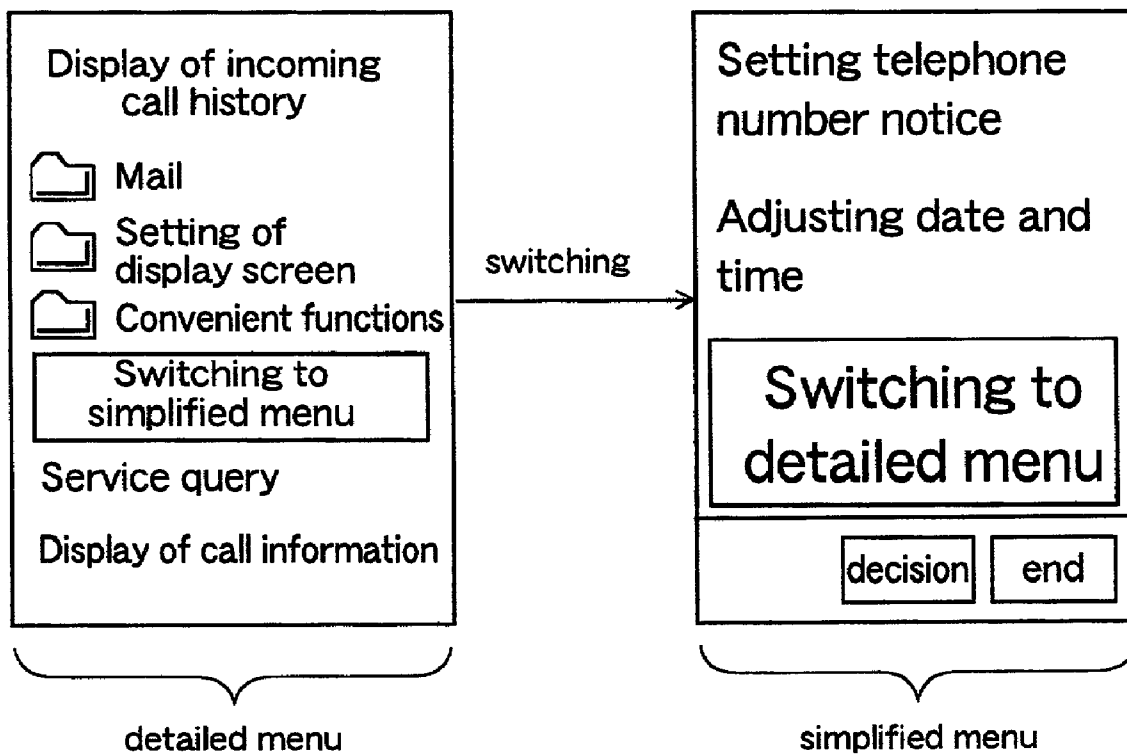 Display of incoming
call history
Mail
Setting of
display screen
Convenient functions
Switching to
simplified menu
Service query
Display of call information
detailed menu
switching
Setting telephone
number notice
Adjusting date and
time
Switching to
detailed menu
decision
end
simplified menu